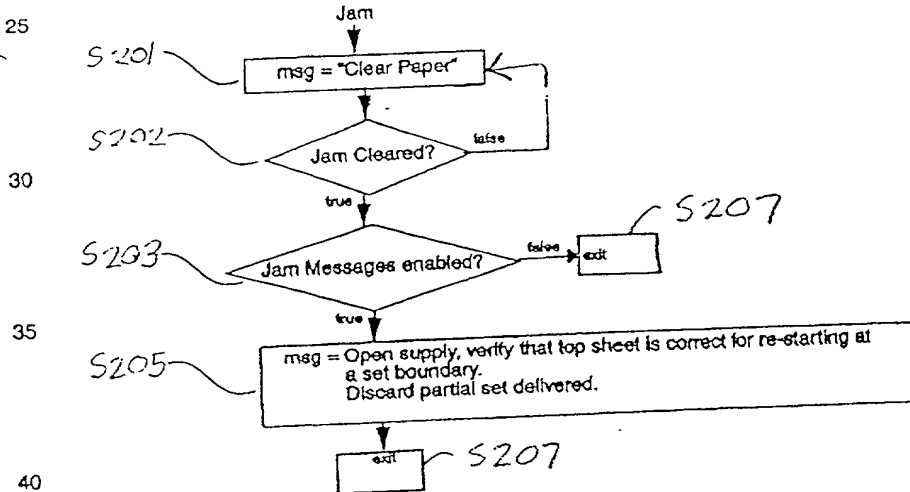 25
Jam
S201
msg = "Clear Paper"
S202
Jam Cleared?
false
30
true
S207
S203
Jam Messages enabled?
false
exit
35
true
S205
msg = Open supply, verify that top sheet is correct for re-starting at
a set boundary.
Discard partial set delivered.
exit
S207
40